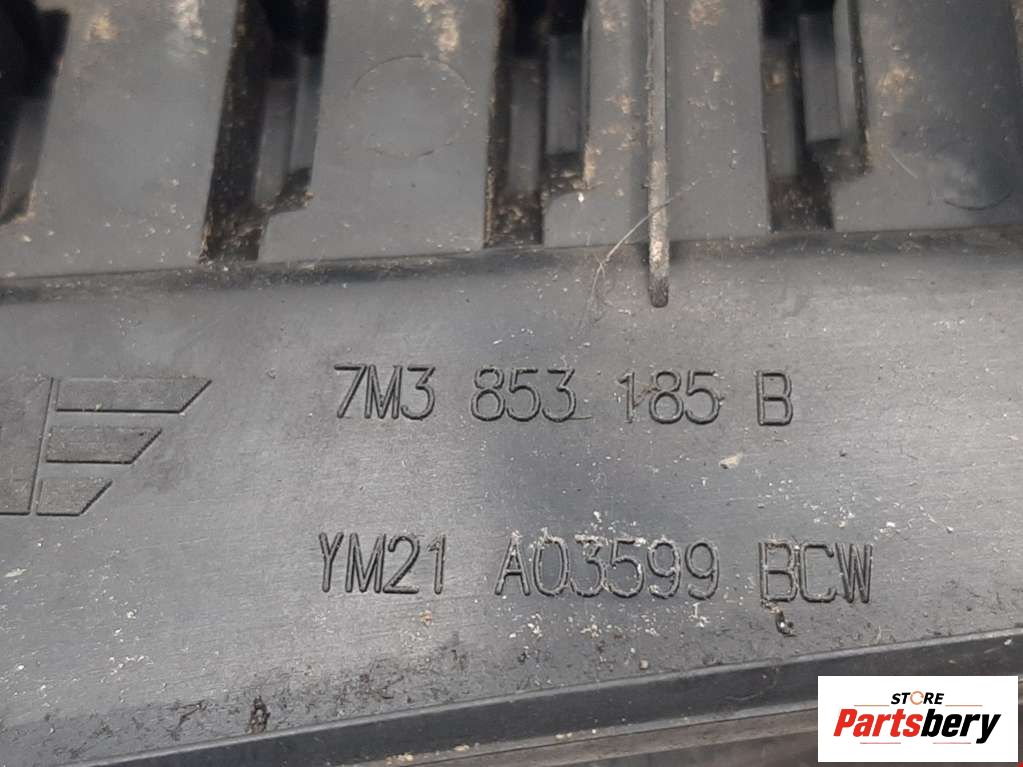 7M3 853 185 B
YM21 A03599 BCW
STORE
Partsbery